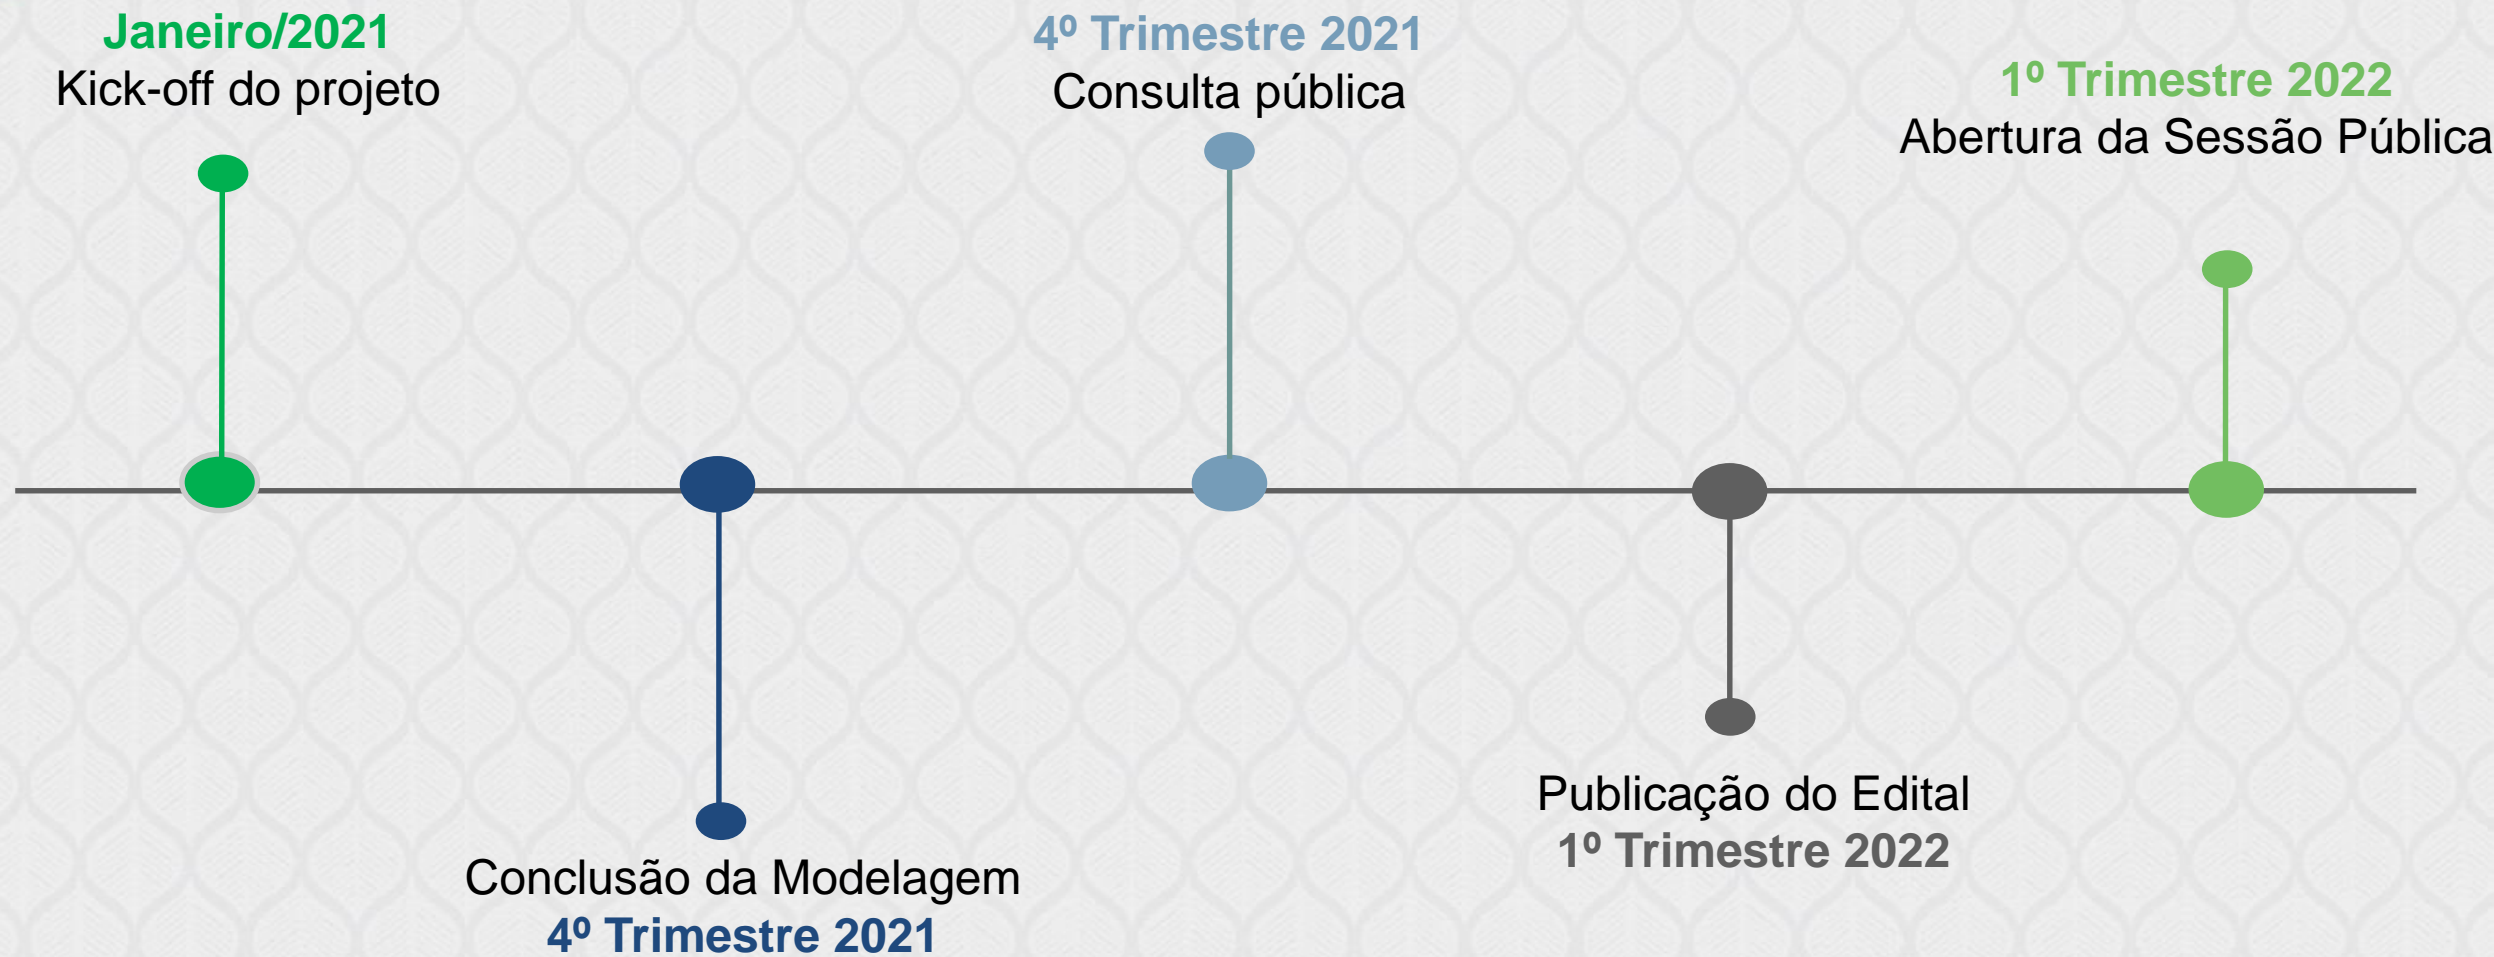 Janeiro/2021
Kick-off do projeto
Conclusão da Modelagem
4º Trimestre 2021
4º Trimestre 2021
Consulta pública
Publicação do Edital
1º Trimestre 2022
1º Trimestre 2022
Abertura da Sessão Pública